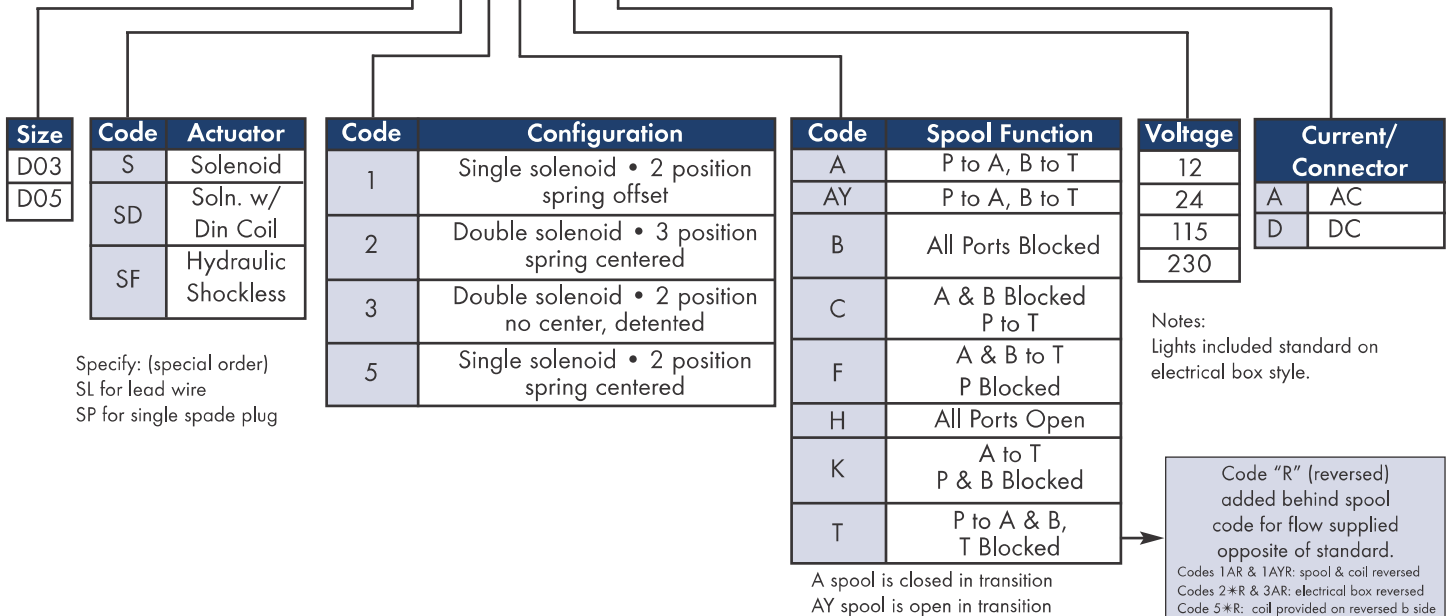 Size
D03
D05
Code Actuator
S Solenoid
SD Soln. w/
Din Coil
SF Hydraulic
Shockless
Specify: (special order)
SL for lead wire
SP for single spade plug
Code Configuration
1 Single solenoid • 2 position
spring offset
2 Double solenoid • 3 position
spring centered
3 Double solenoid • 2 position
no center, detented
5 Single solenoid • 2 position
spring centered
Code Spool Function
A P to A, B to T
AY P to A, B to T
B All Ports Blocked
C A & B Blocked
P to T
F A & B to T
P Blocked
H All Ports Open
K A to T
P & B Blocked
T P to A & B,
T Blocked
A spool is closed in transition
AY spool is open in transition
Voltage
12
24
115
230
Current/
Connector
A AC
D DC
Notes:
Lights included standard on
electrical box style.
Code "R" (reversed)
added behind spool
code for flow supplied
opposite of standard.
Codes 1AR & 1AYR: spool & coil reversed
Codes 2*R & 3AR: electrical box reversed
Code 5*R: coil provided on reversed b side